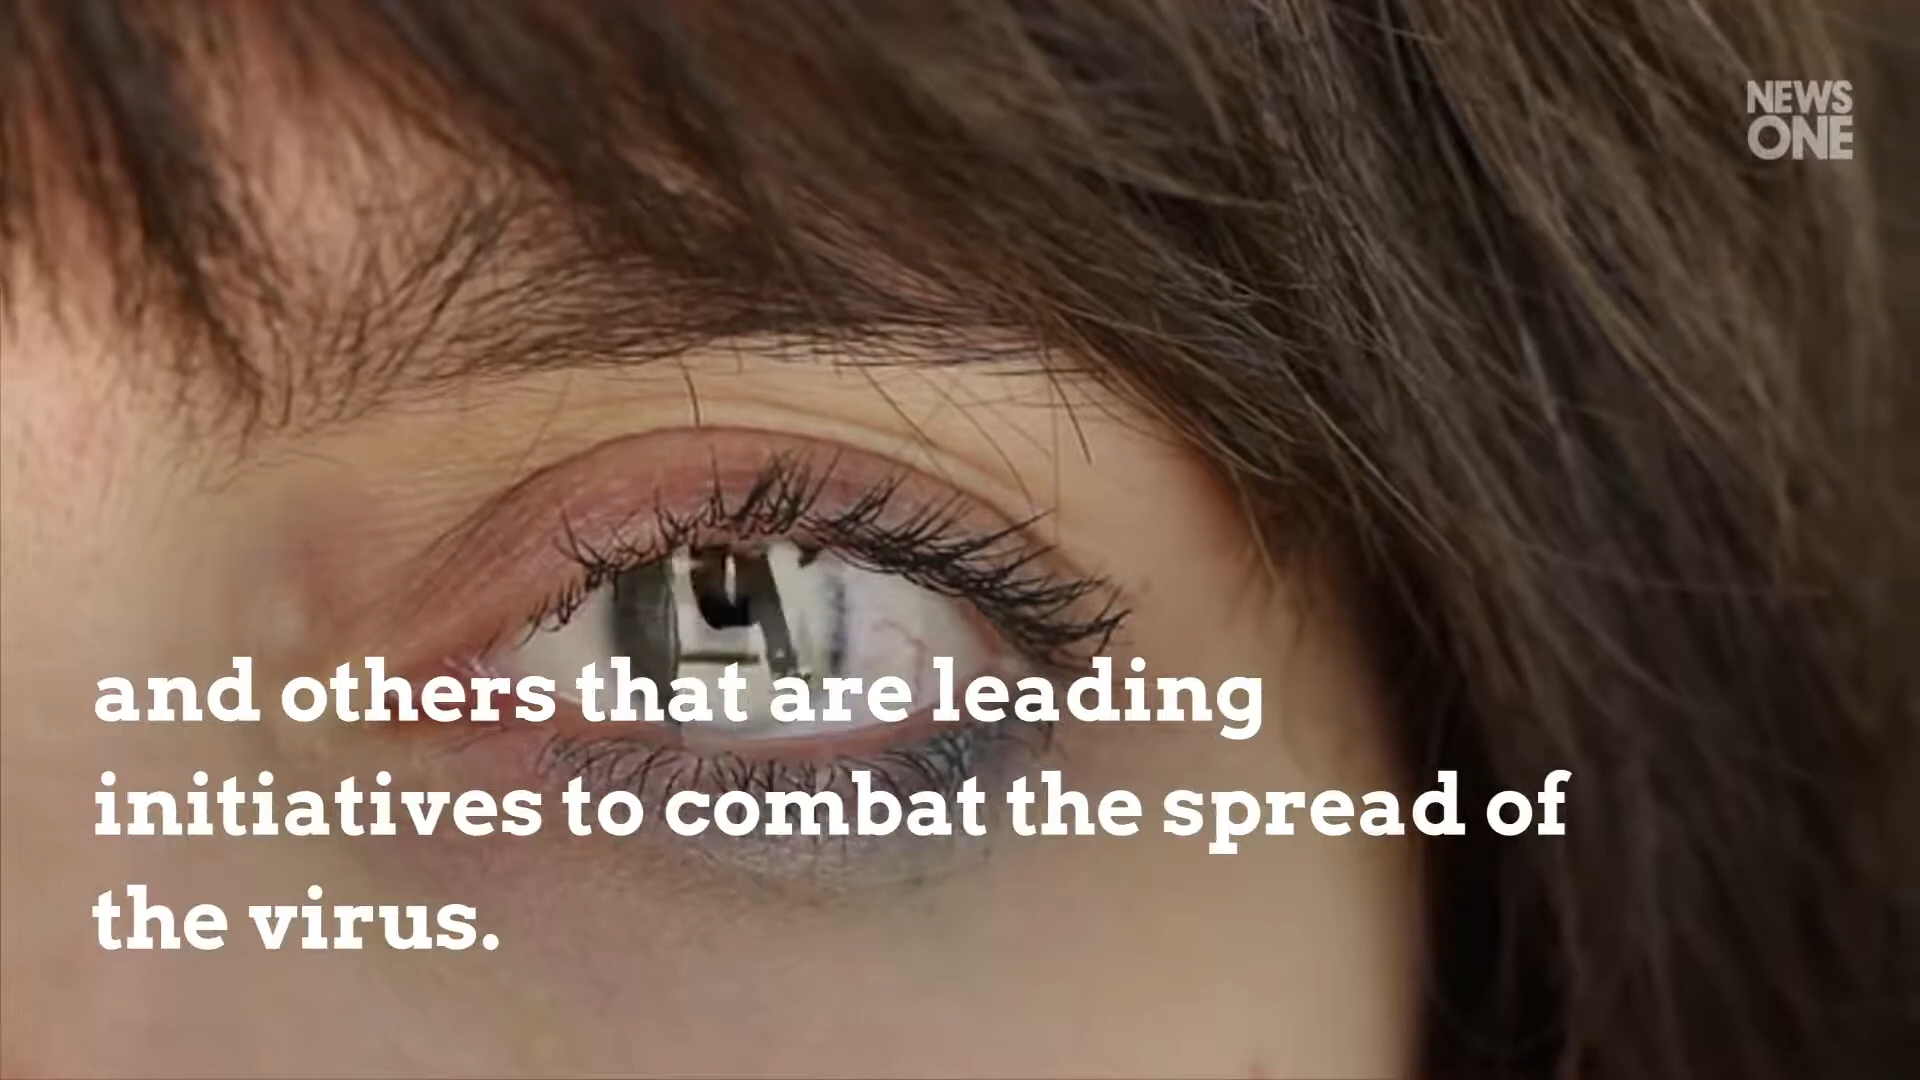 NEWS
ONE
and others that are leading
initiatives to combat the spread of
the virus.